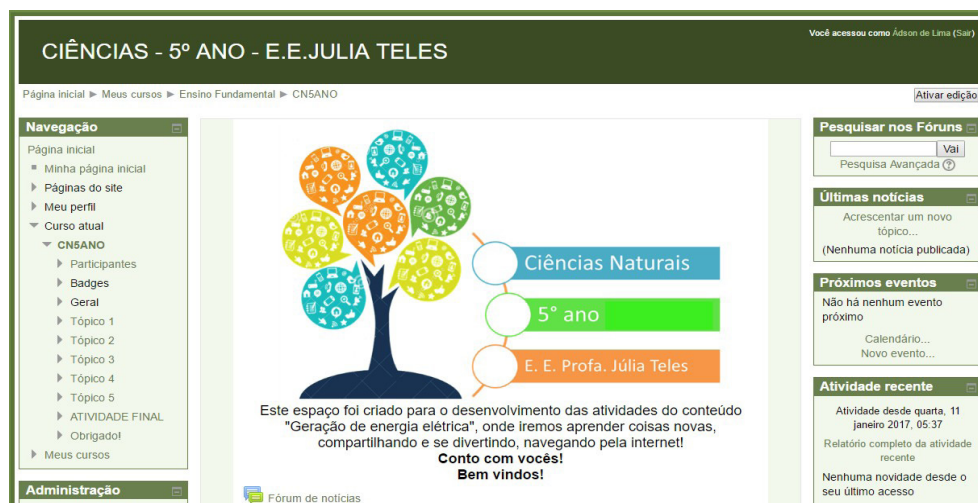 CIÊNCIAS - 5º ANO - E.E.JULIA TELES
Você acessou como Ádson de Lima (Sair)
Página inicial ► Meus cursos ► Ensino Fundamental ► CN5ANO
Ativar edição
Navegação
Página inicial
Minha página inicial
Páginas do site
Meu perfil
Curso atual
CN5ANO
Participantes
Badges
Geral
Tópico 1
Tópico 2
Tópico 3
Tópico 4
Tópico 5
ATIVIDADE FINAL
Obrigado!
Meus cursos
Administração
Ciências Naturais
5° ano
E. E. Profa. Júlia Teles
Este espaço foi criado para o desenvolvimento das atividades do conteúdo
"Geração de energia elétrica", onde iremos aprender coisas novas,
compartilhando e se divertindo, navegando pela internet!
Conto com vocês!
Bem vindos!
Fórum de notícias
Pesquisar nos Fóruns
Vai
Pesquisa Avançada
Últimas notícias
Acrescentar um novo
tópico...
(Nenhuma notícia publicada)
Próximos eventos
Não há nenhum evento
próximo
Calendário...
Novo evento...
Atividade recente
Atividade desde quarta, 11
janeiro 2017, 05:37
Relatório completo da atividade
recente
Nenhuma novidade desde o
seu último acesso